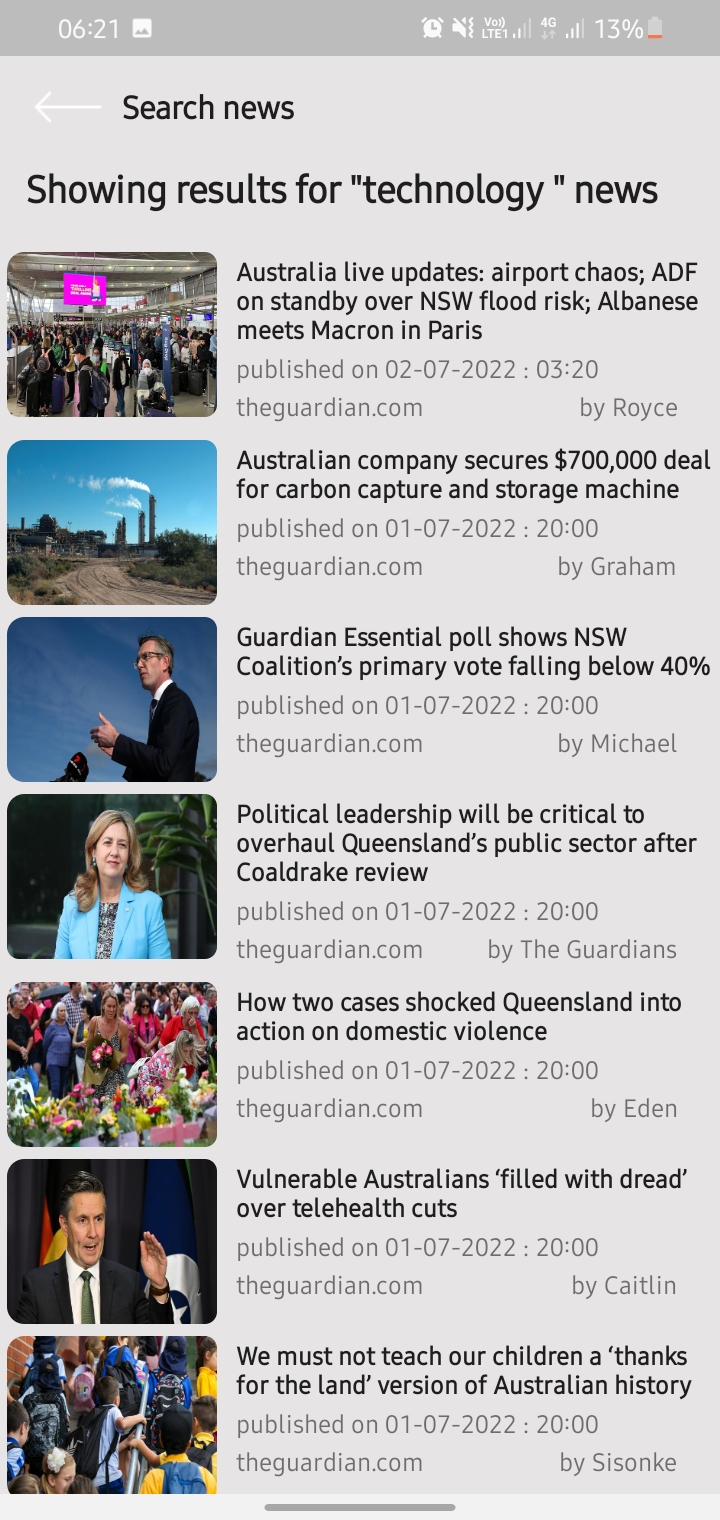 06:21
Vo))
LTE1
4G
13%
Search news
Showing results for "technology " news
Australia live updates: airport chaos; ADF
on standby over NSW flood risk; Albanese
meets Macron in Paris
published on 02-07-2022 : 03:20
theguardian.com by Royce
Australian company secures $700,000 deal
for carbon capture and storage machine
published on 01-07-2022 : 20:00
theguardian.com by Graham
Guardian Essential poll shows NSW
Coalition’s primary vote falling below 40%
published on 01-07-2022 : 20:00
theguardian.com by Michael
Political leadership will be critical to
overhaul Queensland’s public sector after
Coaldrake review
published on 01-07-2022 : 20:00
theguardian.com by The Guardians
How two cases shocked Queensland into
action on domestic violence
published on 01-07-2022 : 20:00
theguardian.com by Eden
Vulnerable Australians ‘filled with dread’
over telehealth cuts
published on 01-07-2022 : 20:00
theguardian.com by Caitlin
We must not teach our children a ‘thanks
for the land’ version of Australian history
published on 01-07-2022 : 20:00
theguardian.com by Sisonke